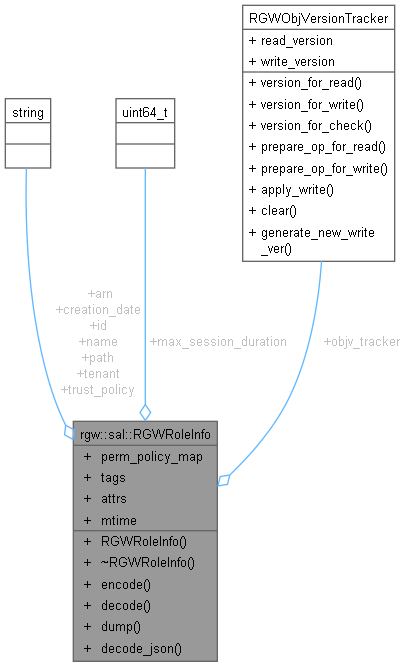 RGWObjVersionTracker
+ read_version
+ write_version
+ version_for_read()
+ version_for_write()
+ version_for_check()
+ prepare_op_for_read()
+ prepare_op_for_write()
+ apply_write()
+ clear()
+ generate_new_write
_ver()
string
uint64_t
+arn
+creation_date
+id
+name
+path
+tenant
+trust_policy
+max_session_duration
+objv_tracker
rgw::sal::RGWRoleInfo
+ perm_policy_map
+ tags
+ attrs
+ mtime
+ RGWRoleInfo()
+ ~RGWRoleInfo()
+ encode()
+ decode()
+ dump()
+ decode_json()